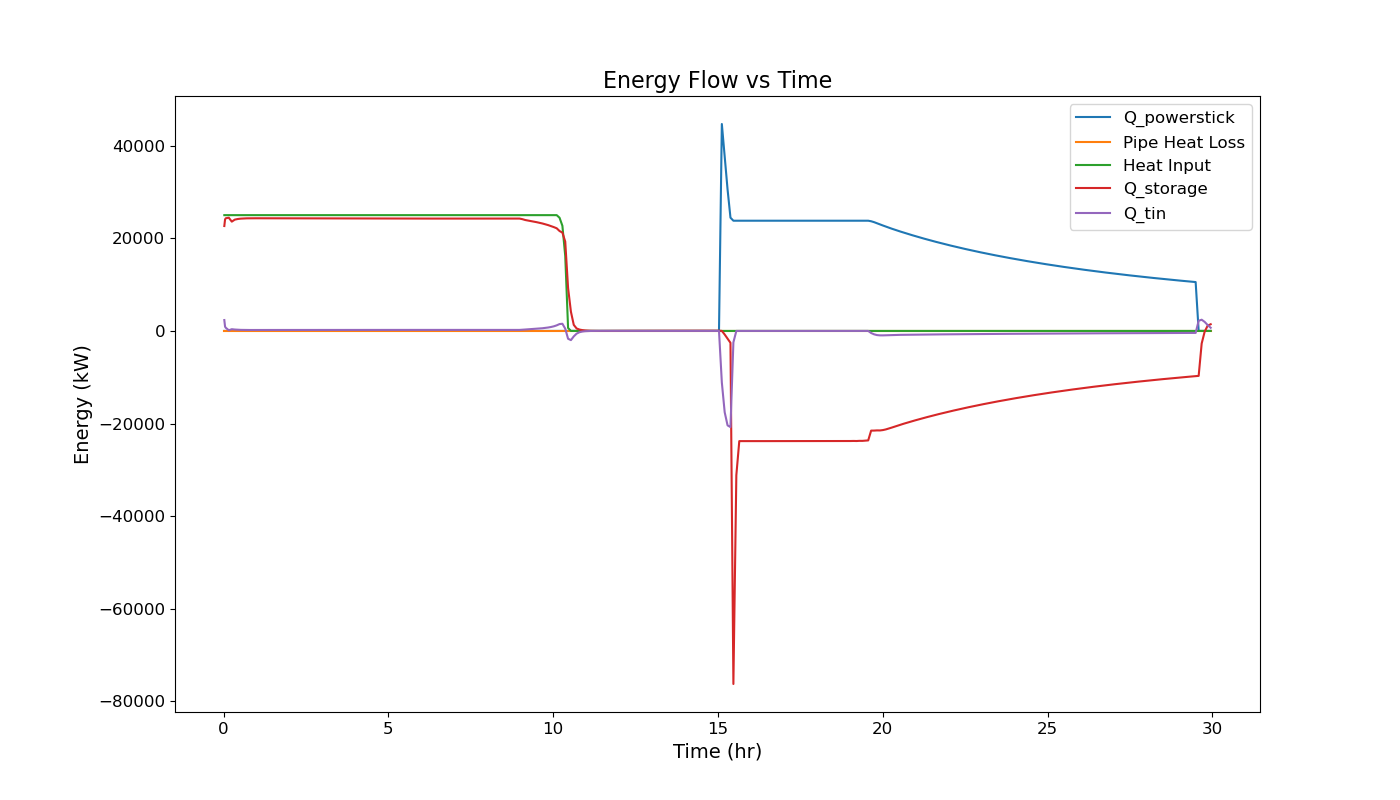 Energy Flow vs Time
Q_powerstick
Pipe Heat Loss
Heat Input
Q_storage
Q_tin
40000
20000
0
−20000
−40000
−60000
−80000
Energy (kW)
0 5 10 15 20 25 30
Time (hr)